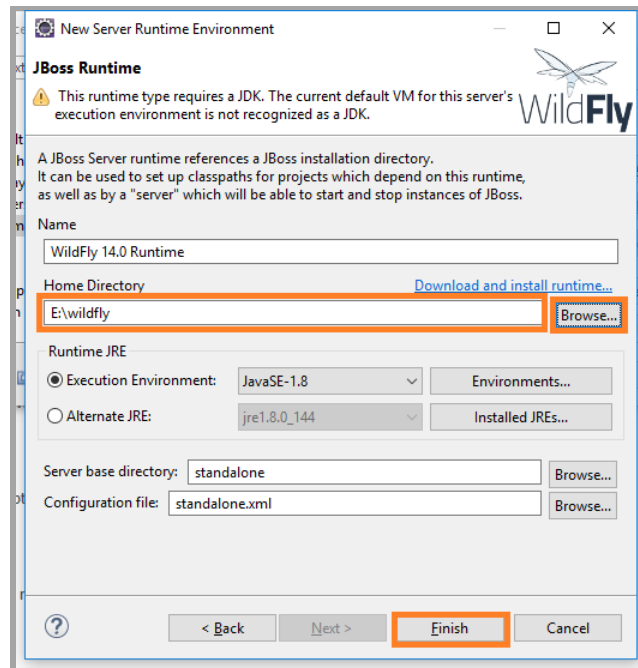 New Server Runtime Environment
JBoss Runtime
This runtime type requires a JDK. The current default VM for this server's
execution environment is not recognized as a JDK.
WildFly
A JBoss Server runtime references a JBoss installation directory.
It can be used to set up classpaths for projects which depend on this runtime,
as well as by a "server" which will be able to start and stop instances of JBoss.
Name
WildFly 14.0 Runtime
Home Directory Download and install runtime...
E:\wildfly Browse...
Runtime JRE
Execution Environment: JavaSE-1.8 Environments...
Alternate JRE: jre1.8.0_144 Installed JREs...
Server base directory: standalone Browse...
Configuration file: standalone.xml Browse...
? < Back Next > Finish Cancel